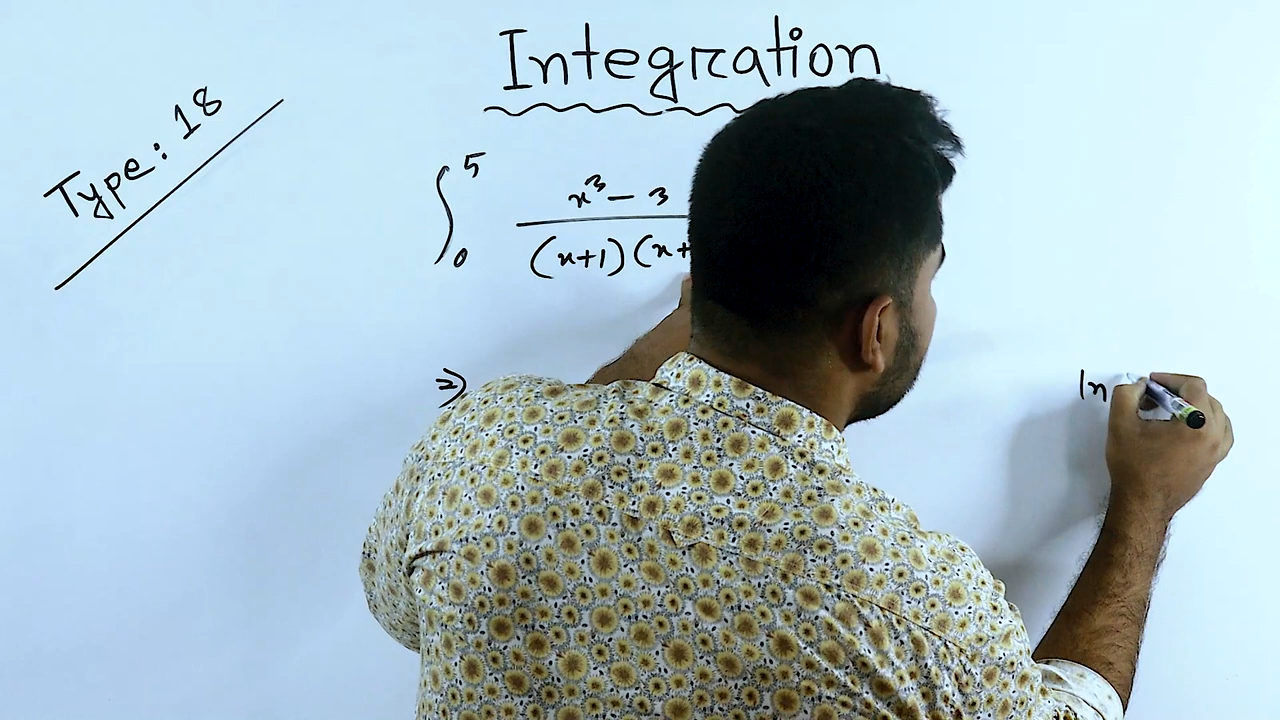 Integration
Type: 18
∫₀⁵ x³ - 3 / (x+1)(x+
⇒ ln